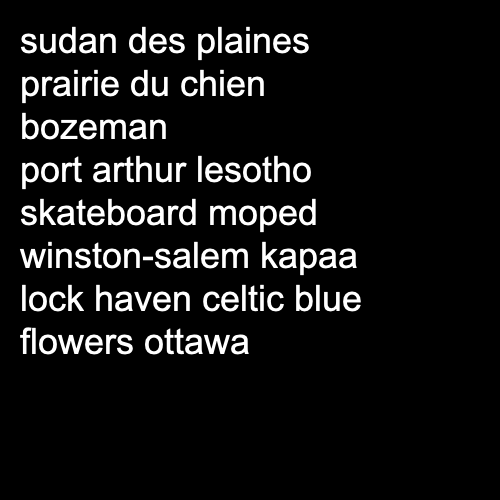 sudan des plaines
prairie du chien
bozeman
port arthur lesotho
skateboard moped
winston-salem kapaa
lock haven celtic blue
flowers ottawa